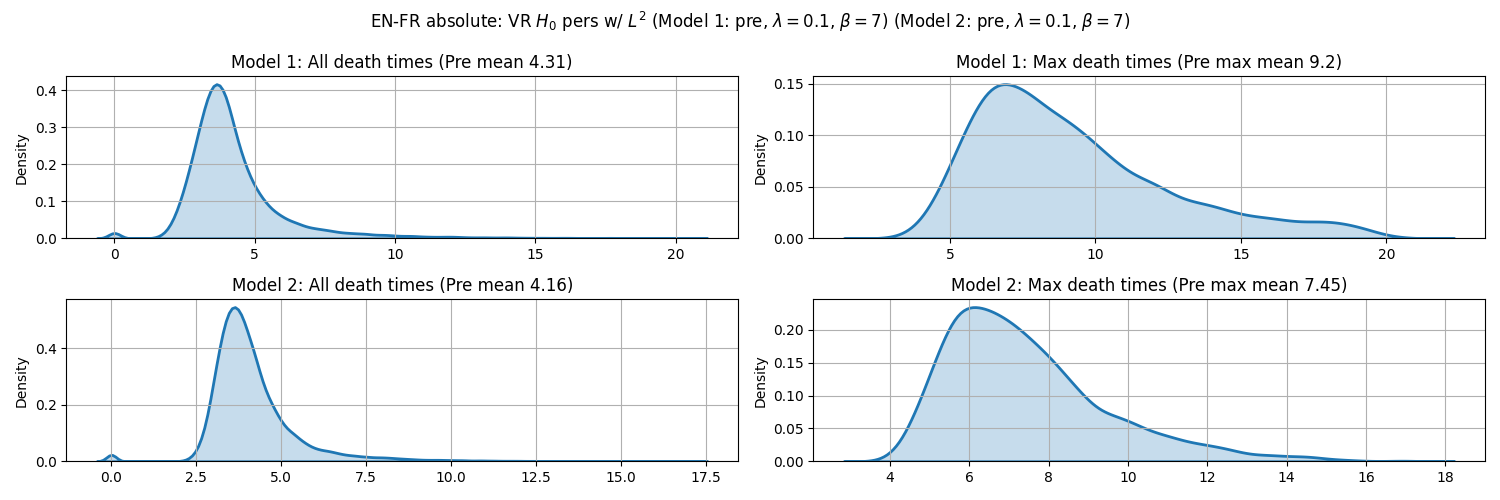 EN-FR absolute: VR $H_0$ pers w/ $L^2$ (Model 1: pre, $\lambda = 0.1$, $\beta = 7$) (Model 2: pre, $\lambda = 0.1$, $\beta = 7$)
Model 1: All death times (Pre mean 4.31)
Density
0.4
0.3
0.2
0.1
0.0
0 5 10 15 20
Model 1: Max death times (Pre max mean 9.2)
Density
0.15
0.10
0.05
0.00
5 10 15 20
Model 2: All death times (Pre mean 4.16)
Density
0.4
0.2
0.0
0.0 2.5 5.0 7.5 10.0 12.5 15.0 17.5
Model 2: Max death times (Pre max mean 7.45)
Density
0.20
0.15
0.10
0.05
0.00
4 6 8 10 12 14 16 18